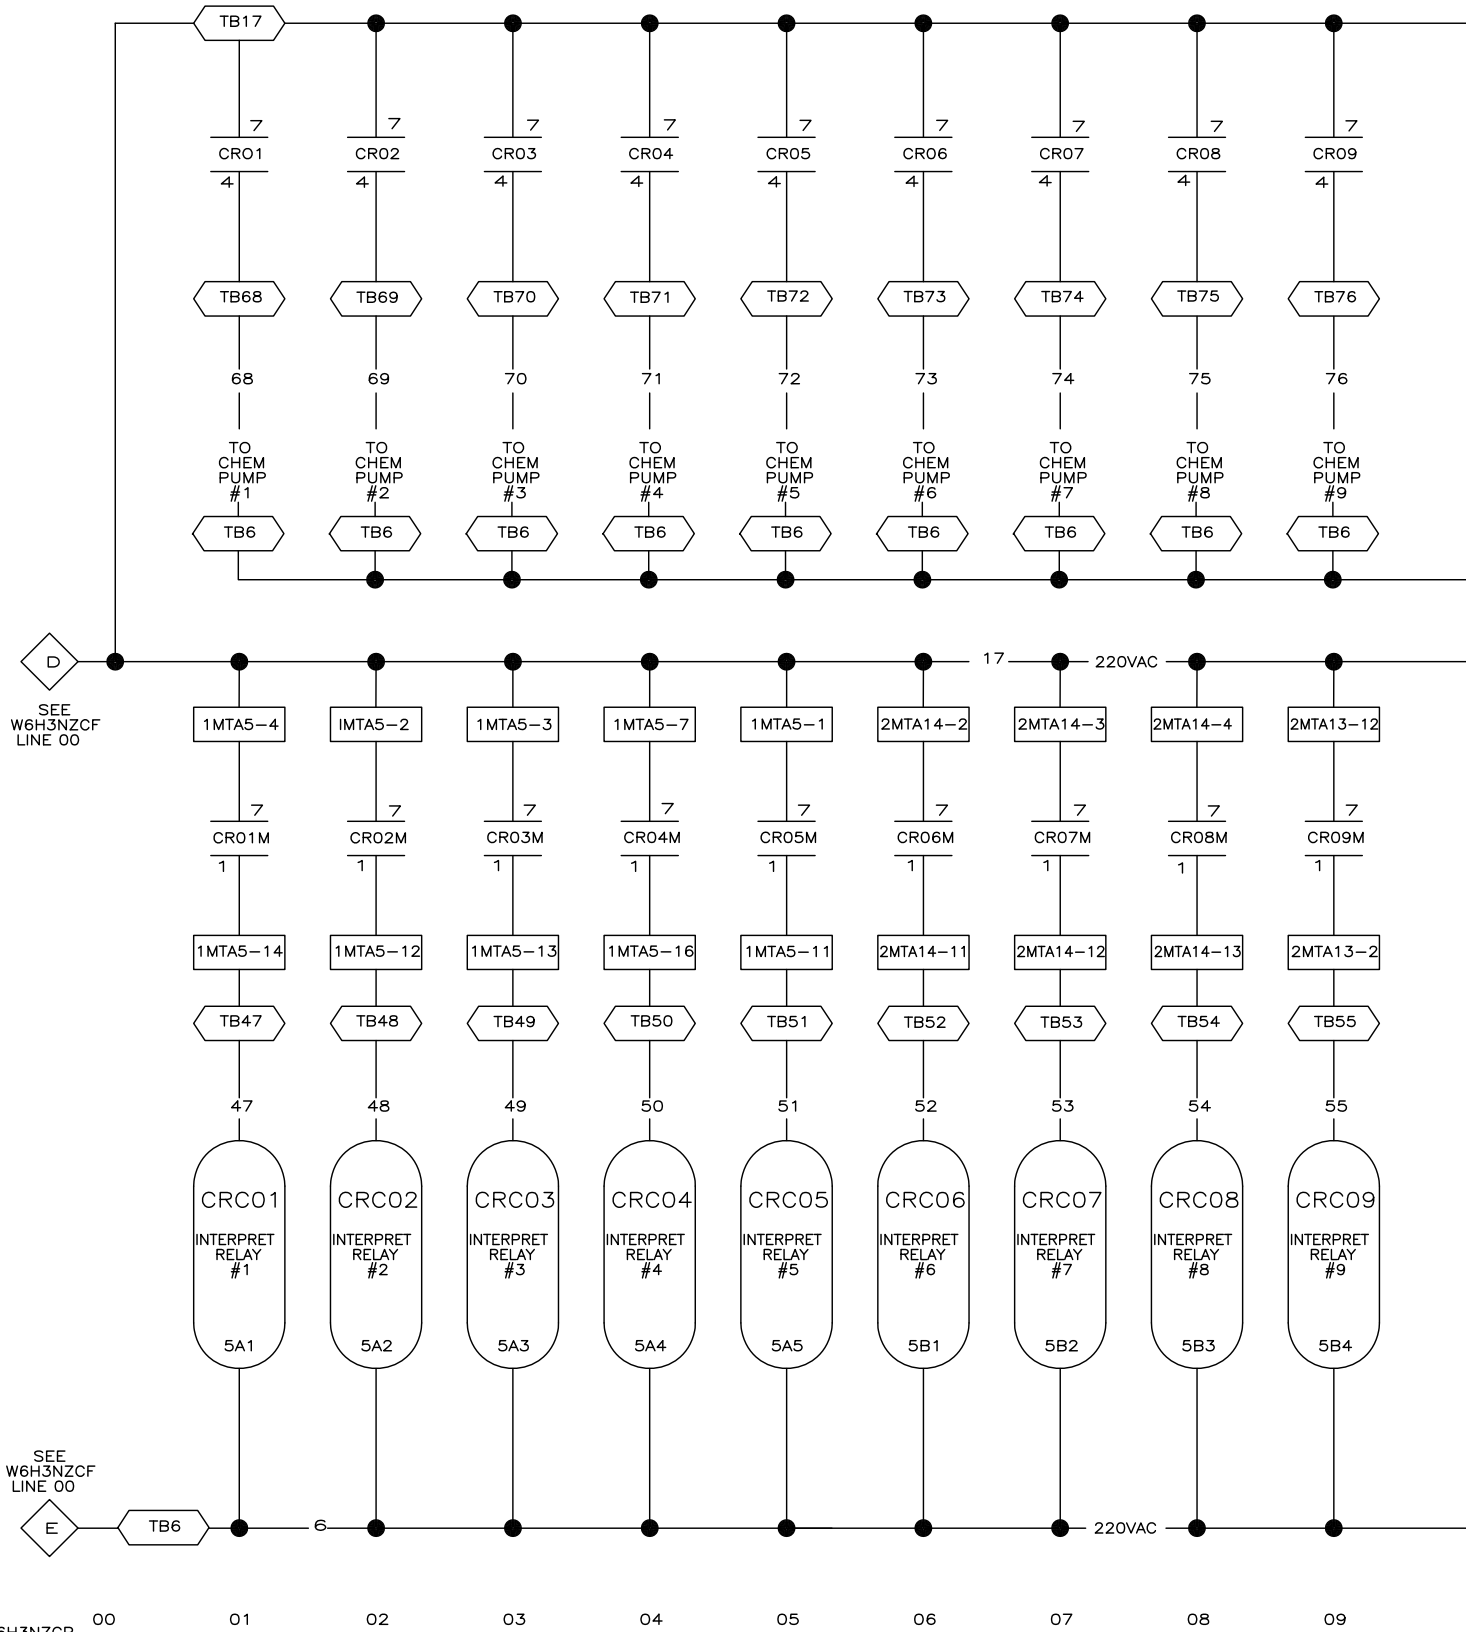 TB17
7 7 7 7 7 7 7 7 7
CR01 CR02 CR03 CR04 CR05 CR06 CR07 CR08 CR09
4 4 4 4 4 4 4 4 4
TB68 TB69 TB70 TB71 TB72 TB73 TB74 TB75 TB76
68 69 70 71 72 73 74 75 76
TO TO TO TO TO TO TO TO TO
CHEM CHEM CHEM CHEM CHEM CHEM CHEM CHEM CHEM
PUMP PUMP PUMP PUMP PUMP PUMP PUMP PUMP PUMP
#1 #2 #3 #4 #5 #6 #7 #8 #9
TB6 TB6 TB6 TB6 TB6 TB6 TB6 TB6 TB6
D 17 220VAC
SEE
W6H3NZCF
LINE 00
1MTA5-4 IMTA5-2 1MTA5-3 1MTA5-7 1MTA5-1 2MTA14-2 2MTA14-3 2MTA14-4 2MTA13-12
7 7 7 7 7 7 7 7 7
CR01M CR02M CR03M CR04M CR05M CR06M CR07M CR08M CR09M
1 1 1 1 1 1 1 1 1
1MTA5-14 1MTA5-12 1MTA5-13 1MTA5-16 1MTA5-11 2MTA14-11 2MTA14-12 2MTA14-13 2MTA13-2
TB47 TB48 TB49 TB50 TB51 TB52 TB53 TB54 TB55
47 48 49 50 51 52 53 54 55
CRC01 CRC02 CRC03 CRC04 CRC05 CRC06 CRC07 CRC08 CRC09
INTERPRET INTERPRET INTERPRET INTERPRET INTERPRET INTERPRET INTERPRET INTERPRET INTERPRET
RELAY RELAY RELAY RELAY RELAY RELAY RELAY RELAY RELAY
#1 #2 #3 #4 #5 #6 #7 #8 #9
5A1 5A2 5A3 5A4 5A5 5B1 5B2 5B3 5B4
SEE
W6H3NZCF
LINE 00
E TB6 6 220VAC
00 01 02 03 04 05 06 07 08 09